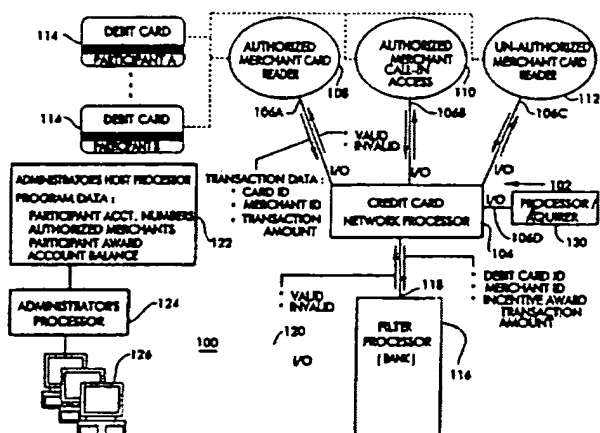 114
DEBIT CARD
PARTICIPANT A
116
DEBIT CARD
PARTICIPANT
AUTHORIZED
MERCHANT CARD
READER
108
AUTHORIZED
MERCHANT
CALL-IN
ACCESS
110
UN-AUTHORIZED
MERCHANT CARD
READER
112
106A
106B
106C
• VALID
• INVALID
I/O
I/O
I/O
TRANSACTION DATA :
• CARD ID
• MERCHANT ID
• TRANSACTION
AMOUNT
ADMINISTRATOR'S HOST PROCESSOR
PROGRAM DATA :
PARTICIPANT ACCT. NUMBERS
AUTHORIZED MERCHANTS
PARTICIPANT AWARD
ACCOUNT BALANCE
122
CREDIT CARD
NETWORK PROCESSOR
104
I/O
102
106D
PROCESSOR /
AQUIRER
130
• VALID
• INVALID
118
• DEBIT CARD ID
• MERCHANT ID
• INCENTIVE AWARD
TRANSACTION
AMOUNT
ADMINISTRATOR'S
PROCESSOR
124
126
100
120
I/O
FILTER
PROCESSOR
[ BANK ]
116